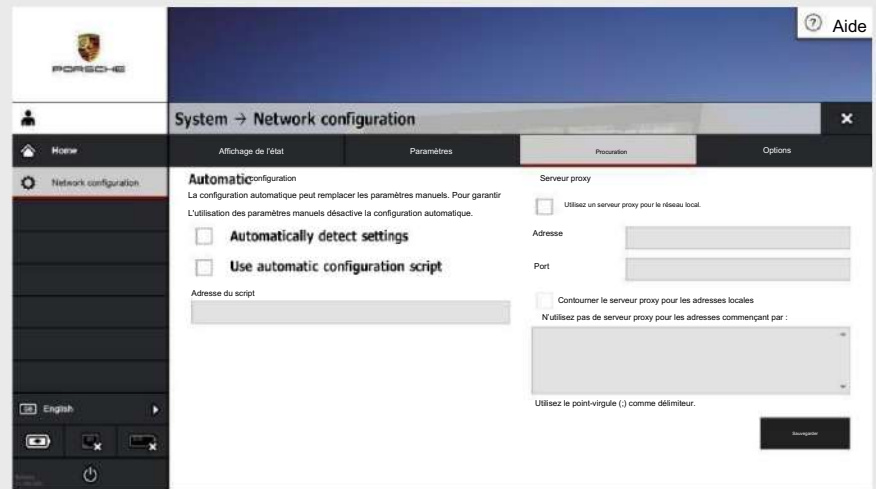 Aide
PORSCHE
System → Network configuration
Home
Affichage de l'état
Paramètres
Procuration
Options
Network configuration
Automatic configuration
La configuration automatique peut remplacer les paramètres manuels. Pour garantir
L'utilisation des paramètres manuels désactive la configuration automatique.
Automatically detect settings
Use automatic configuration script
Adresse du script
Serveur proxy
Utilisez un serveur proxy pour le réseau local.
Adresse
Port
Contourner le serveur proxy pour les adresses locales
N'utilisez pas de serveur proxy pour les adresses commençant par :
Utilisez le point-virgule (;) comme délimiteur.
Sauvegarder
GB English